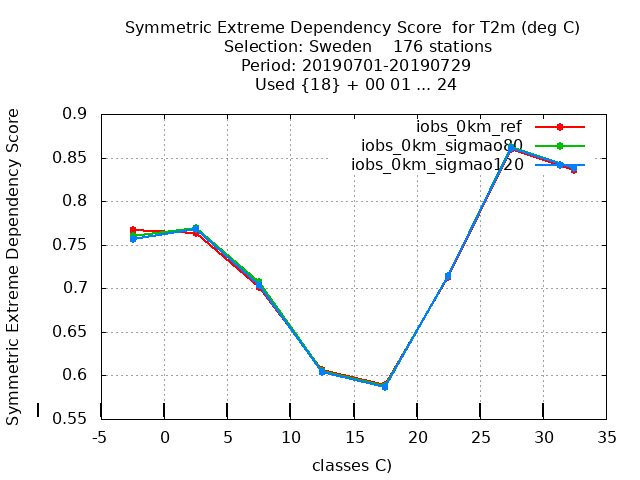 Symmetric Extreme Dependency Score  for T2m (deg C)
Selection: Sweden    176 stations
Period: 20190701-20190729
Used {18} + 00 01 ... 24
Symmetric Extreme Dependency Score
0.9
0.85
0.8
0.75
0.7
0.65
0.6
0.55
iobs_0km_ref
iobs_0km_sigmao80
iobs_0km_sigmao120
-5 0 5 10 15 20 25 30 35
classes C)